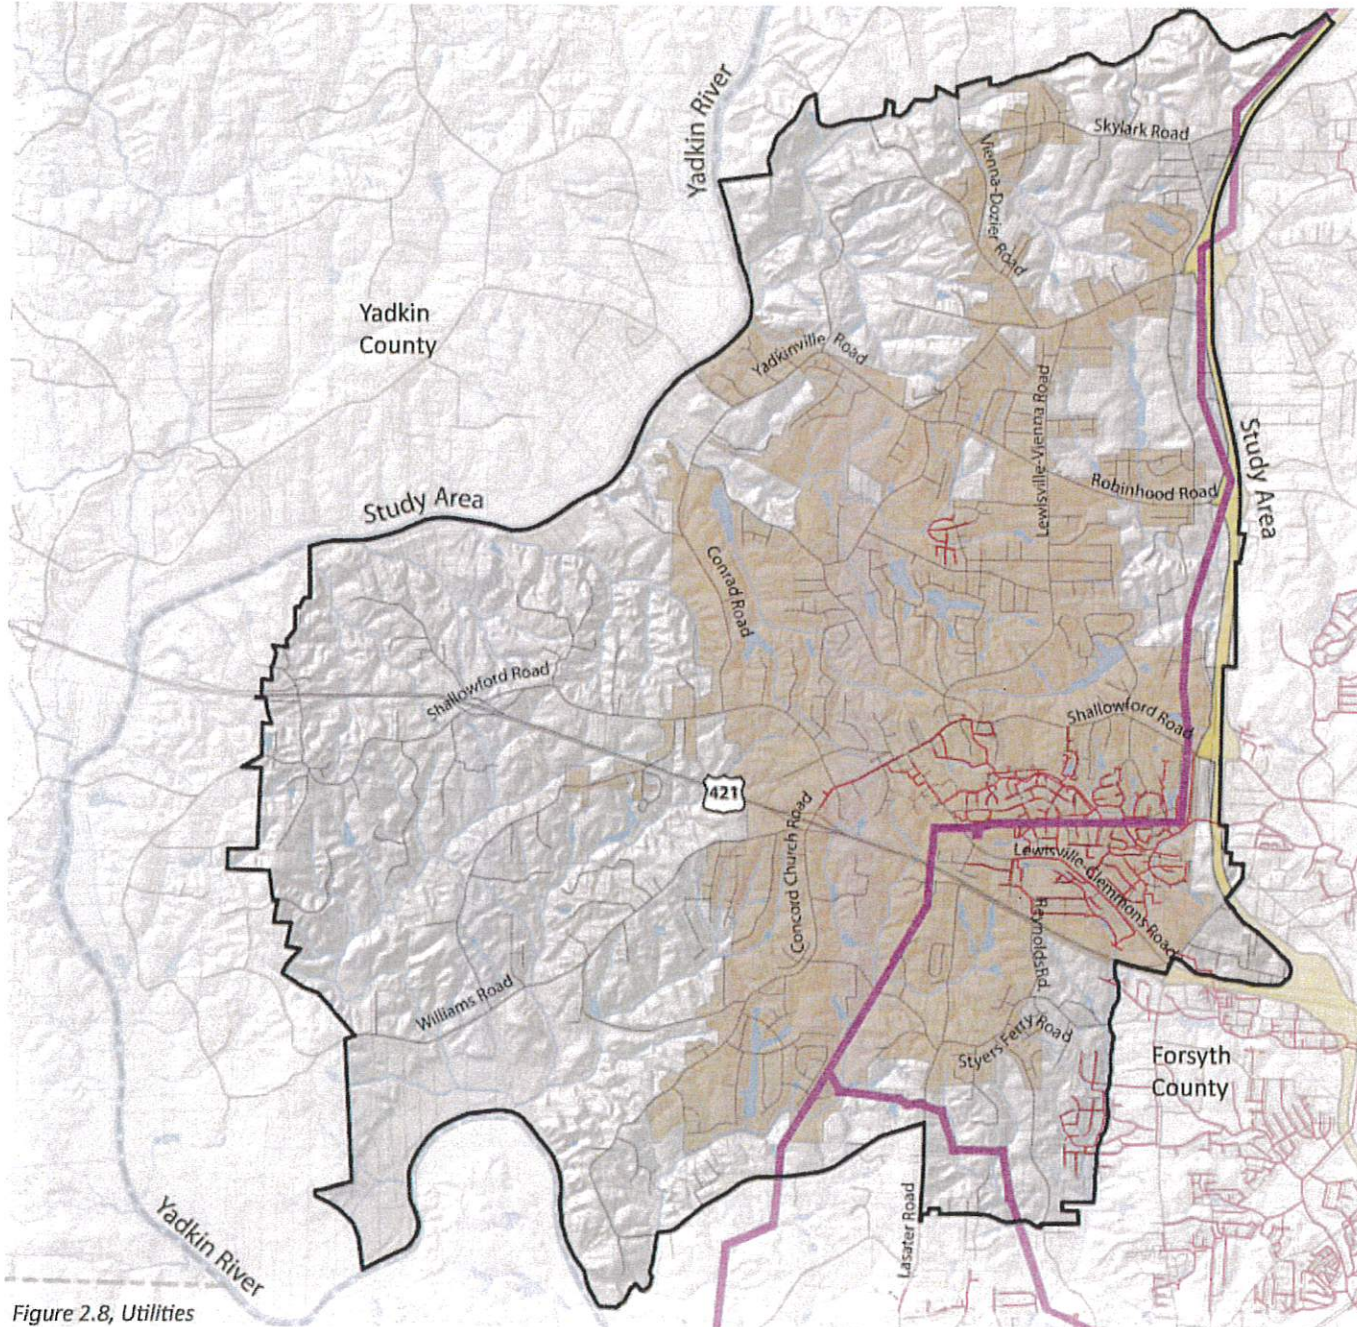 Yadkin River
Skylark Road
Vienna-Dozier Road
Yadkin
County
Yadkinville Road
Lewisville-Vienna Road
Study Area
Robinhood Road
Study Area
Conrad Road
Shallowford Road
Shallowford Road
421
Concord Church Road
Lewisville-Clemmons Road
Reynolds Rd.
Williams Road
Styers Ferry Road
Forsyth
County
Lasater Road
Yadkin River
Figure 2.8, Utilities